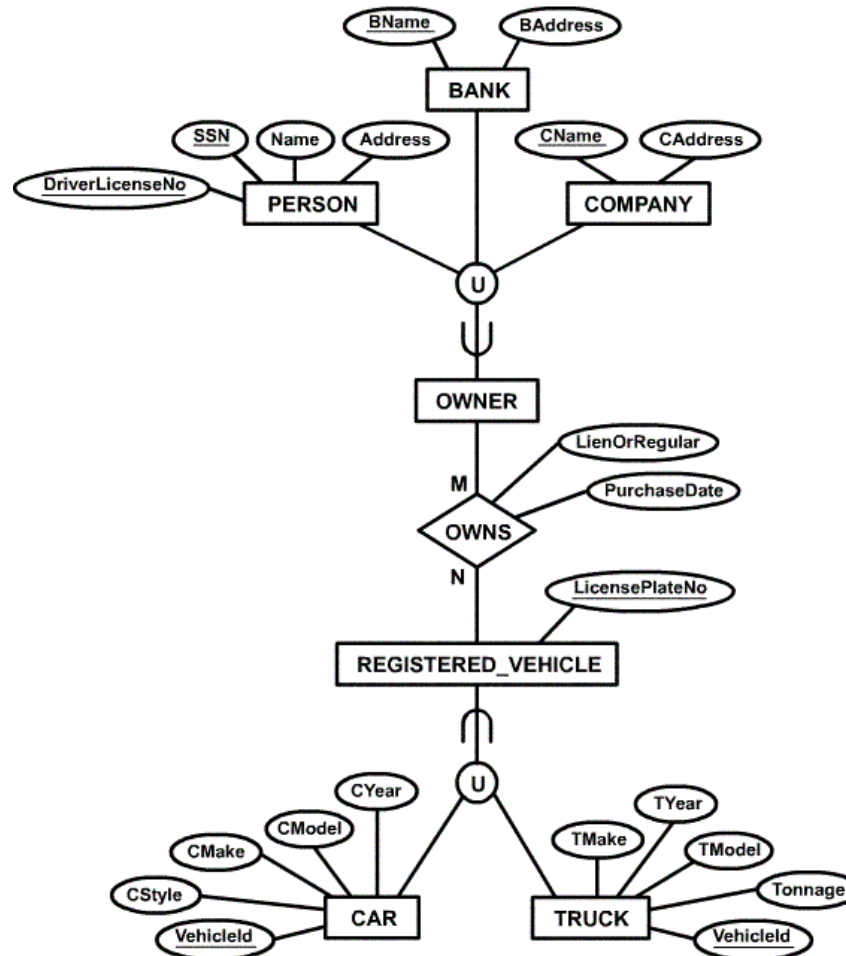 BName
BAddress
BANK
SSN
Name
Address
CName
CAddress
DriverLicenseNo
PERSON
COMPANY
U
OWNER
LienOrRegular
M
PurchaseDate
OWNS
N
LicensePlateNo
REGISTERED_VEHICLE
U
CYear
TYear
CModel
TMake
CMake
TModel
CStyle
Tonnage
CAR
TRUCK
VehicleId
VehicleId